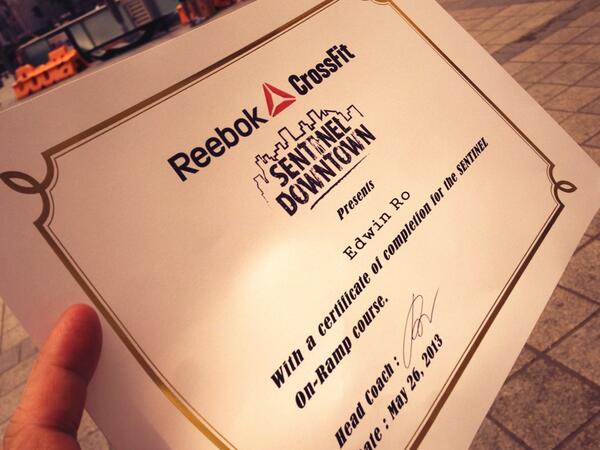 Reebok CrossFit
SENTINEL
DOWNTOWN
Presents
Edwin Ro
With a certificate of completion for the SENTINEL
On-Ramp course.
Head Coach :
ate : May 26, 2013